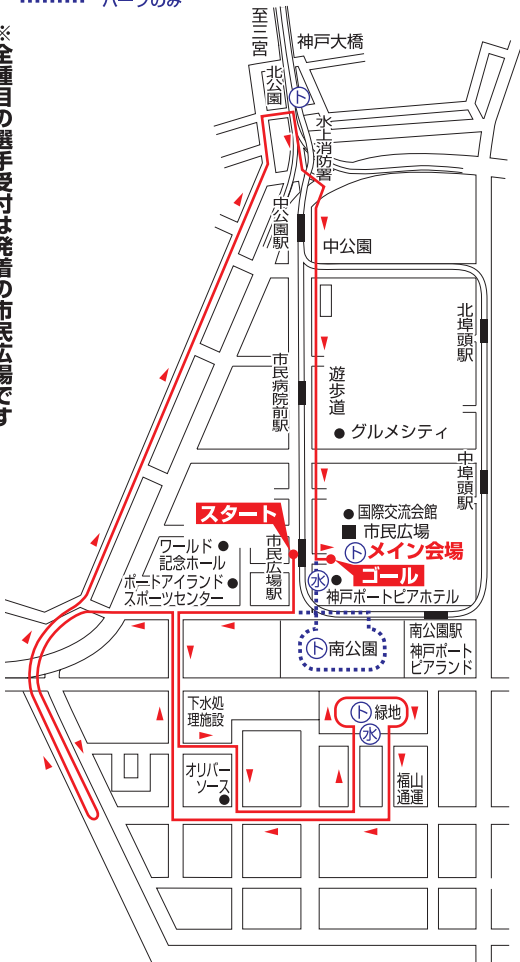 ハーフのみ
※全種目の選手受付は発着の市民広場です
至三宮
神戸大橋
北公園
ト
水上消防署
中公園駅
中公園
北埠頭駅
市民病院前駅
遊歩道
グルメシティ
中埠頭駅
スタート
国際交流会館
市民広場
ト メイン会場
ゴール
ワールド
記念ホール
市民広場駅
ポートアイランド
スポーツセンター
水
神戸ポートピアホテル
ト 南公園
南公園駅
神戸ポート
ピアランド
下水処
理施設
ト 緑地
水
オリバー
ソース
福山
通運